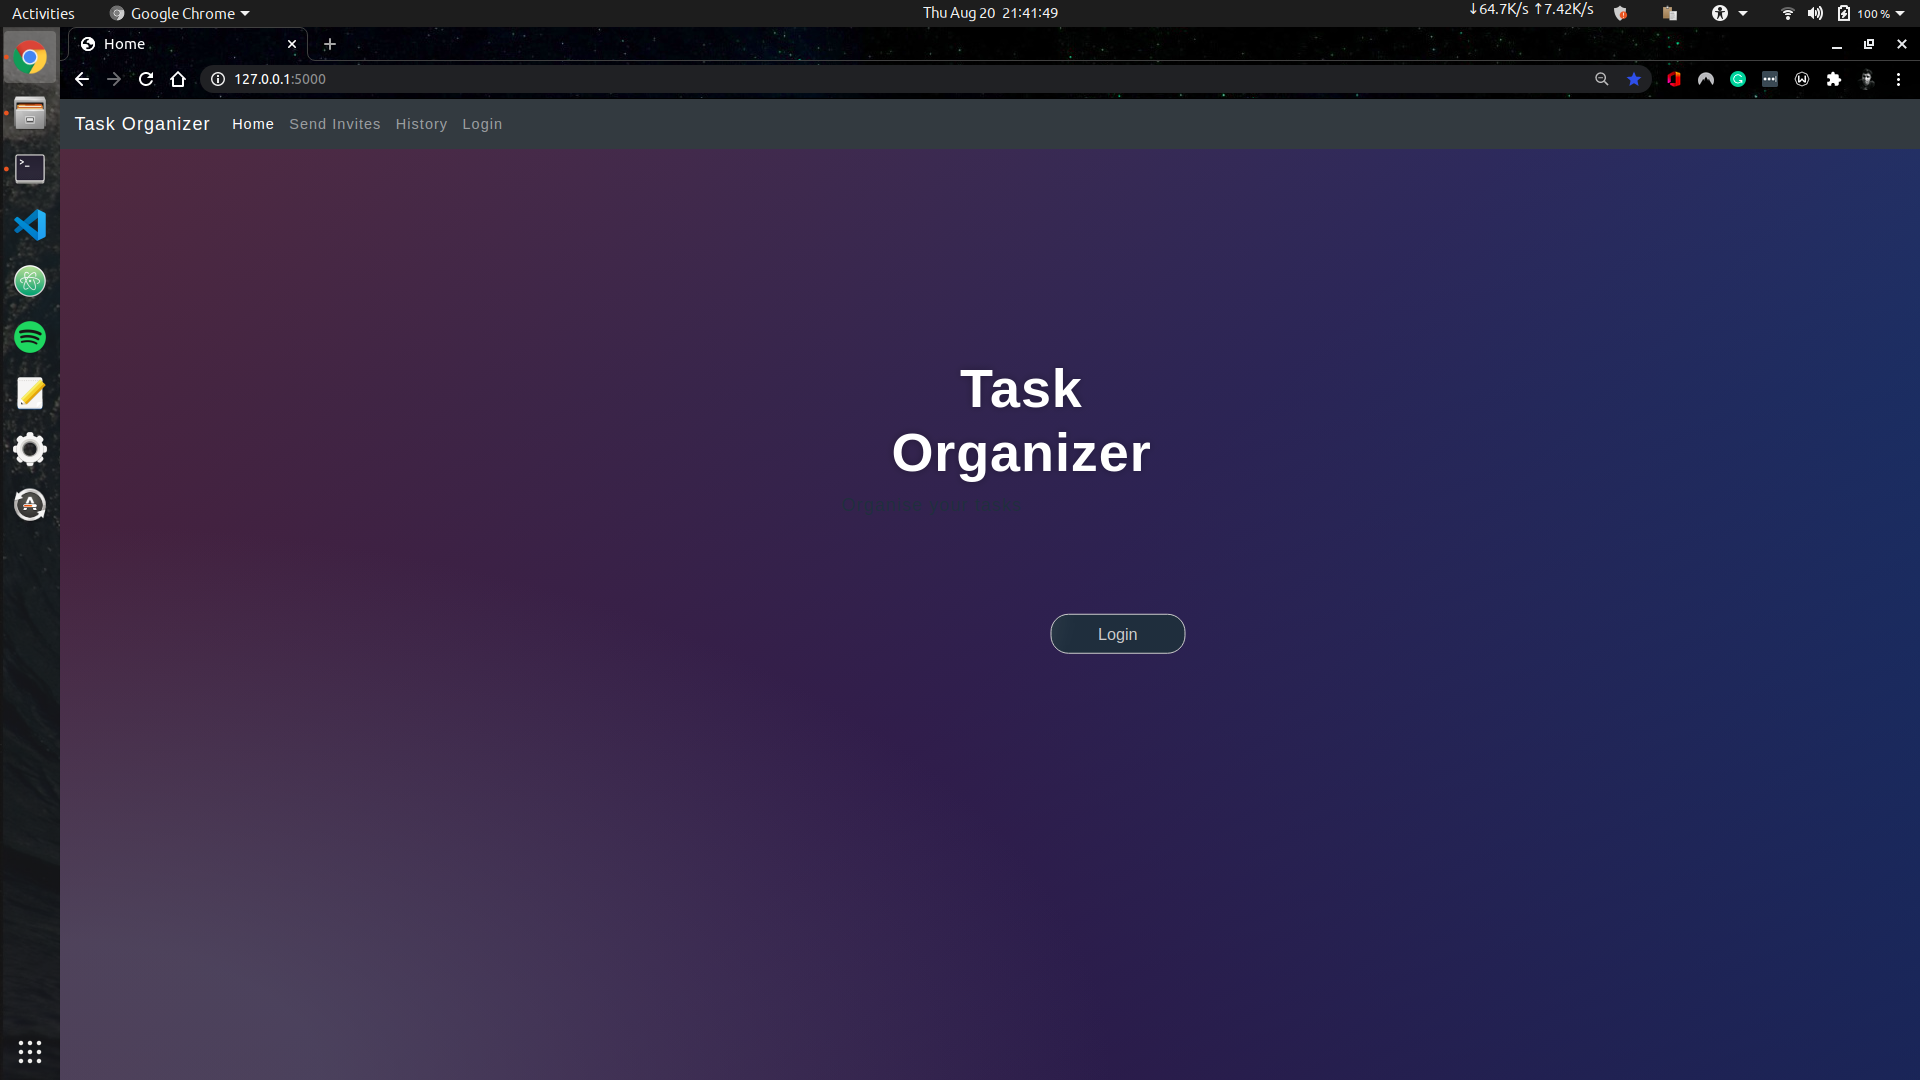 Activities Google Chrome Thu Aug 20 21:41:49 ↓64.7K/s ↑7.42K/s 100 %
Home
127.0.0.1:5000
Task Organizer Home Send Invites History Login
Task
Organizer
Login